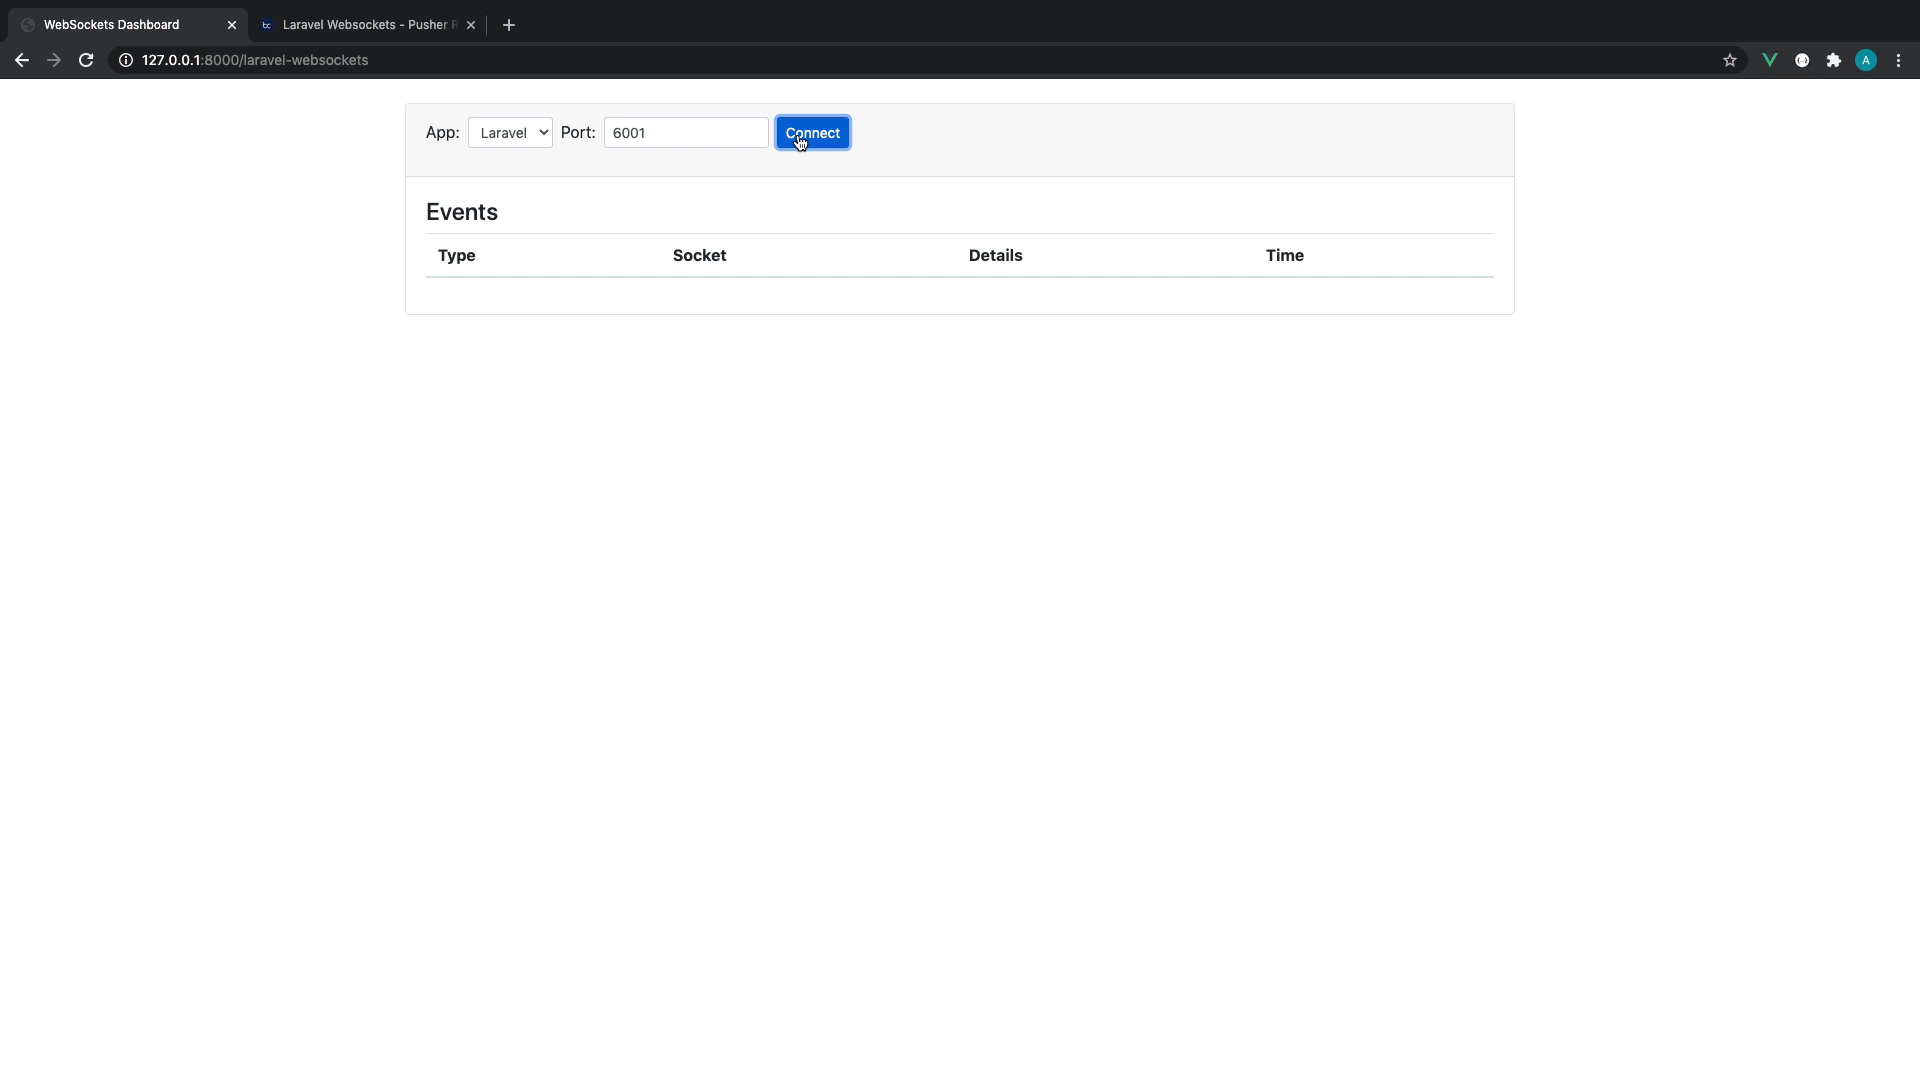 WebSockets Dashboard
bc Laravel Websockets - Pusher
127.0.0.1:8000/laravel-websockets
A
App: Laravel Port: 6001 Connect
Events
Type Socket Details Time